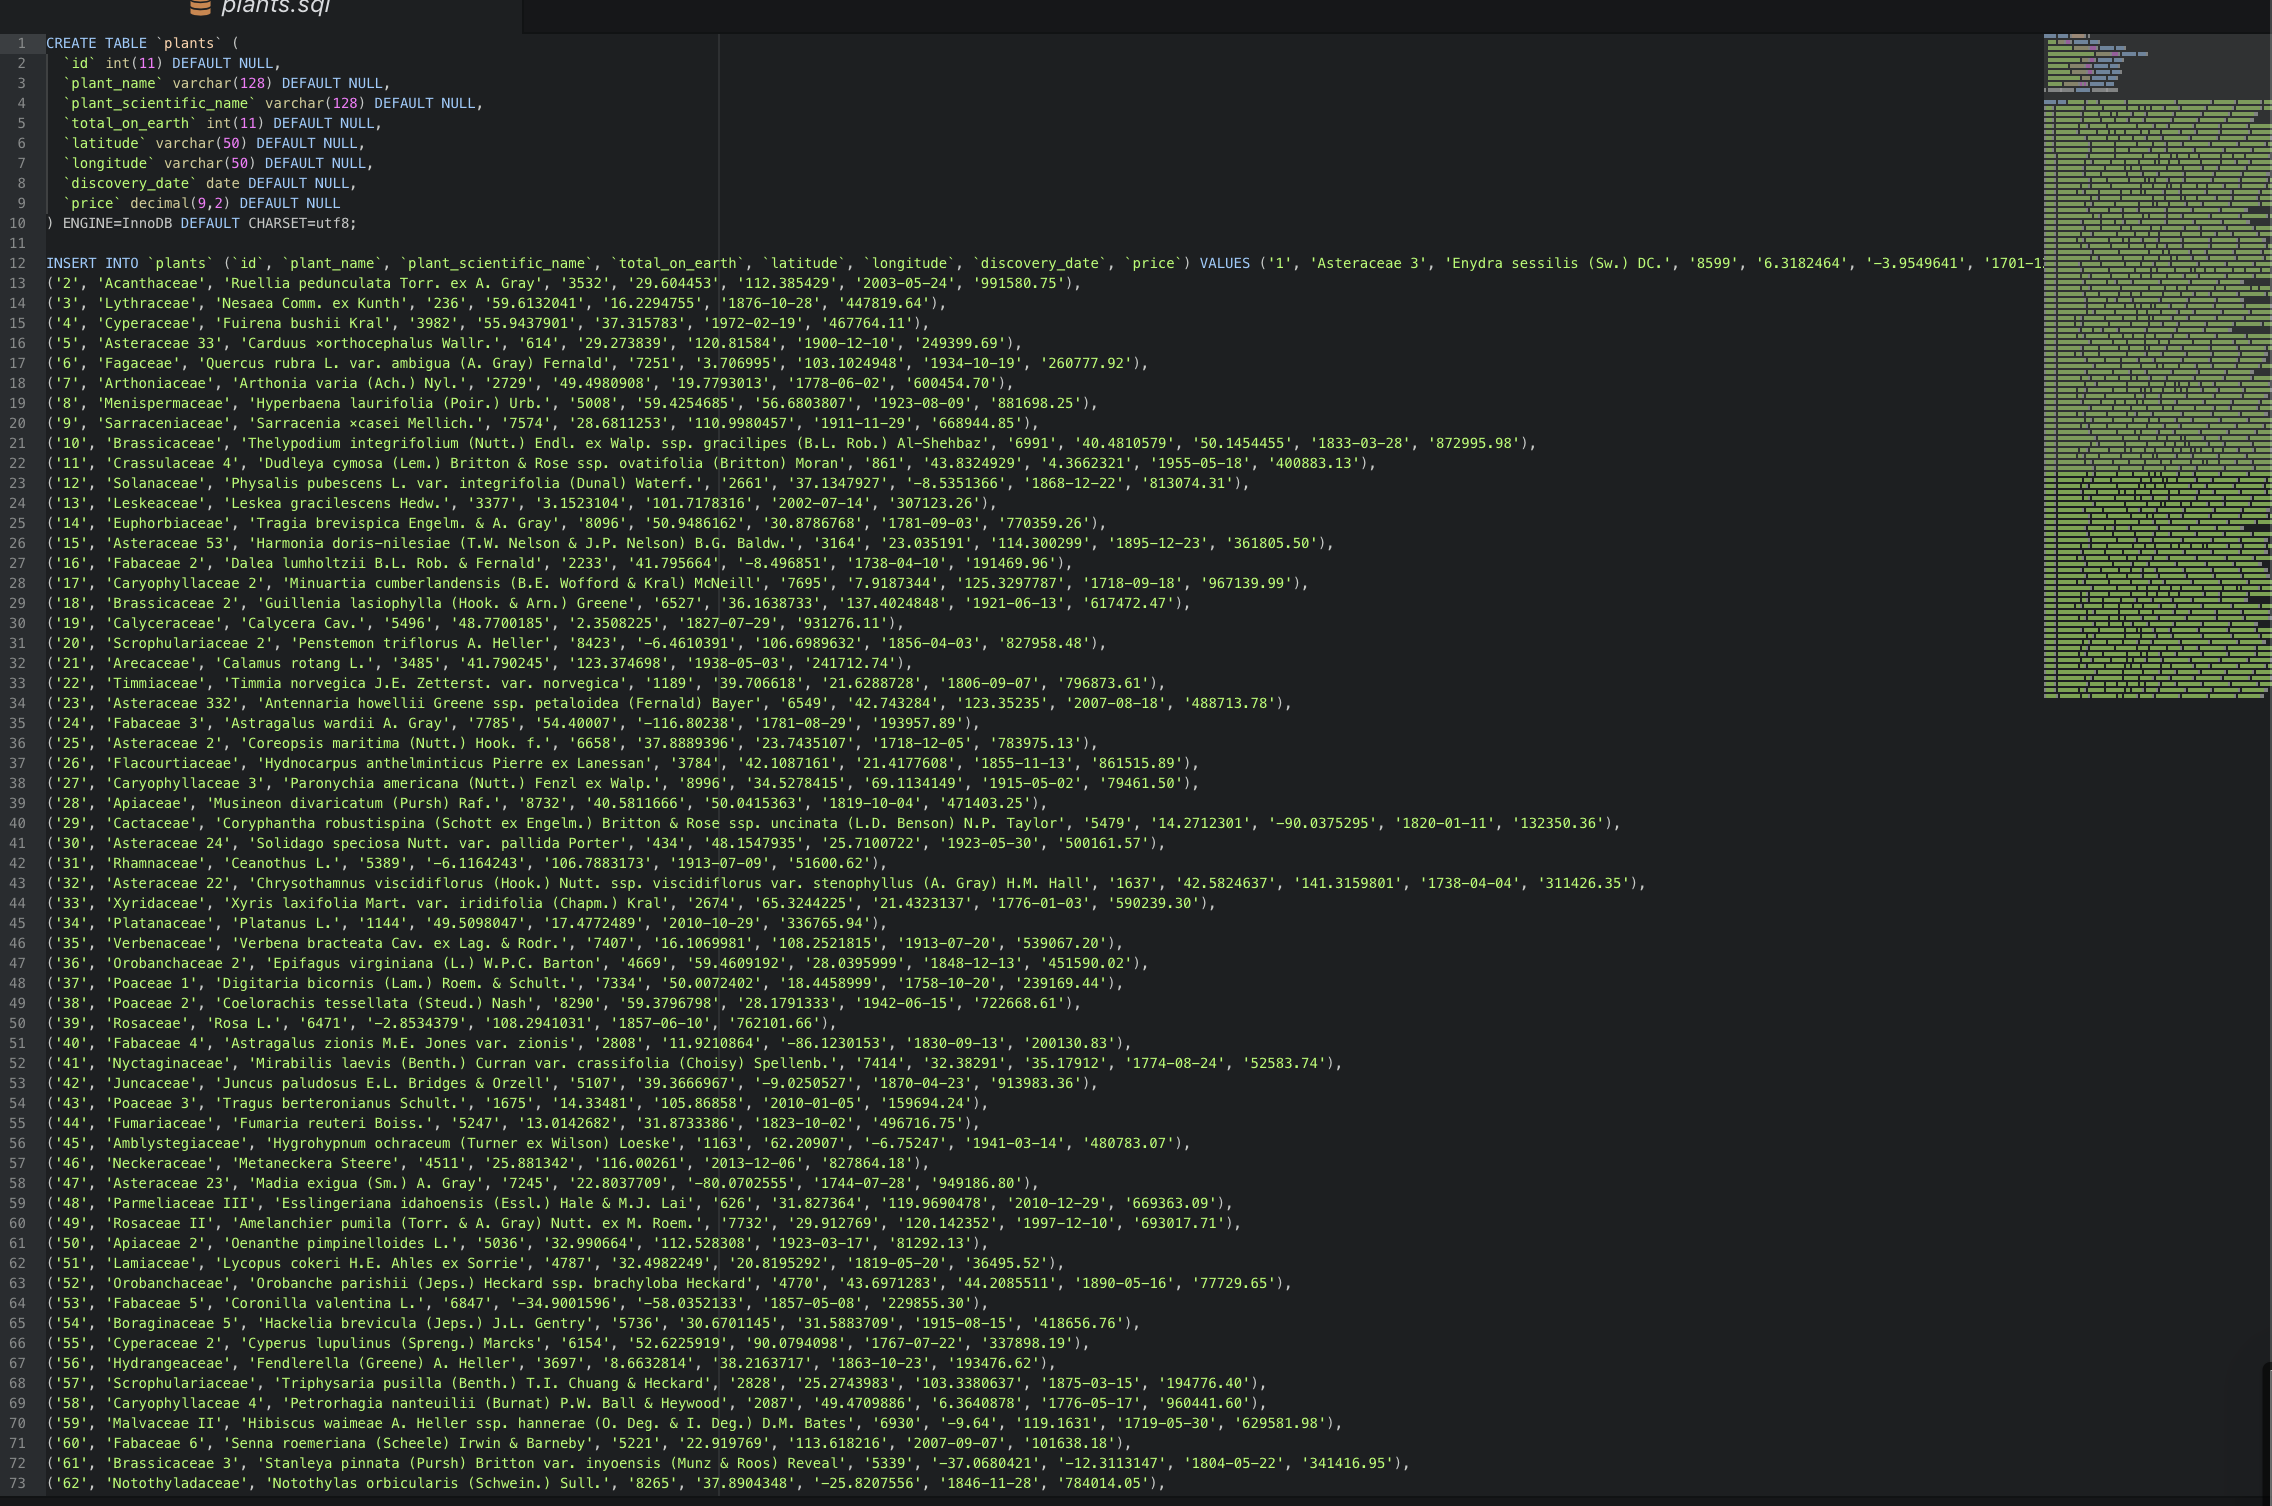 plants.sql
1 CREATE TABLE `plants` (
2 `id` int(11) DEFAULT NULL,
3 `plant_name` varchar(128) DEFAULT NULL,
4 `plant_scientific_name` varchar(128) DEFAULT NULL,
5 `total_on_earth` int(11) DEFAULT NULL,
6 `latitude` varchar(50) DEFAULT NULL,
7 `longitude` varchar(50) DEFAULT NULL,
8 `discovery_date` date DEFAULT NULL,
9 `price` decimal(9,2) DEFAULT NULL
10 ) ENGINE=InnoDB DEFAULT CHARSET=utf8;
11
12 INSERT INTO `plants` (`id`, `plant_name`, `plant_scientific_name`, `total_on_earth`, `latitude`, `longitude`, `discovery_date`, `price`) VALUES ('1', 'Asteraceae 3', 'Enydra sessilis (Sw.) DC.', '8599', '6.3182464', '-3.9549641', '1701-1
13 ('2', 'Acanthaceae', 'Ruellia pedunculata Torr. ex A. Gray', '3532', '29.604453', '112.385429', '2003-05-24', '991580.75'),
14 ('3', 'Lythraceae', 'Nesaea Comm. ex Kunth', '236', '59.6132041', '16.2294755', '1876-10-28', '447819.64'),
15 ('4', 'Cyperaceae', 'Fuirena bushii Kral', '3982', '55.9437901', '37.315783', '1972-02-19', '467764.11'),
16 ('5', 'Asteraceae 33', 'Carduus ×orthocephalus Wallr.', '614', '29.273839', '120.81584', '1900-12-10', '249399.69'),
17 ('6', 'Fagaceae', 'Quercus rubra L. var. ambigua (A. Gray) Fernald', '7251', '3.706995', '103.1024948', '1934-10-19', '260777.92'),
18 ('7', 'Arthoniaceae', 'Arthonia varia (Ach.) Nyl.', '2729', '49.4980908', '19.7793013', '1778-06-02', '600454.70'),
19 ('8', 'Menispermaceae', 'Hyperbaena laurifolia (Poir.) Urb.', '5008', '59.4254685', '56.6803807', '1923-08-09', '881698.25'),
20 ('9', 'Sarraceniaceae', 'Sarracenia ×casei Mellich.', '7574', '28.6811253', '110.9980457', '1911-11-29', '668944.85'),
21 ('10', 'Brassicaceae', 'Thelypodium integrifolium (Nutt.) Endl. ex Walp. ssp. gracilipes (B.L. Rob.) Al-Shehbaz', '6991', '40.4810579', '50.1454455', '1833-03-28', '872995.98'),
22 ('11', 'Crassulaceae 4', 'Dudleya cymosa (Lem.) Britton & Rose ssp. ovatifolia (Britton) Moran', '861', '43.8324929', '4.3662321', '1955-05-18', '400883.13'),
23 ('12', 'Solanaceae', 'Physalis pubescens L. var. integrifolia (Dunal) Waterf.', '2661', '37.1347927', '-8.5351366', '1868-12-22', '813074.31'),
24 ('13', 'Leskeaceae', 'Leskea gracilescens Hedw.', '3377', '3.1523104', '101.7178316', '2002-07-14', '307123.26'),
25 ('14', 'Euphorbiaceae', 'Tragia brevispica Engelm. & A. Gray', '8096', '50.9486162', '30.8786768', '1781-09-03', '770359.26'),
26 ('15', 'Asteraceae 53', 'Harmonia doris-nilesiae (T.W. Nelson & J.P. Nelson) B.G. Baldw.', '3164', '23.035191', '114.300299', '1895-12-23', '361805.50'),
27 ('16', 'Fabaceae 2', 'Dalea lumholtzii B.L. Rob. & Fernald', '2233', '41.795664', '-8.496851', '1738-04-10', '191469.96'),
28 ('17', 'Caryophyllaceae 2', 'Minuartia cumberlandensis (B.E. Wofford & Kral) McNeill', '7695', '7.9187344', '125.3297787', '1718-09-18', '967139.99'),
29 ('18', 'Brassicaceae 2', 'Guillenia lasiophylla (Hook. & Arn.) Greene', '6527', '36.1638733', '137.4024848', '1921-06-13', '617472.47'),
30 ('19', 'Calyceraceae', 'Calycera Cav.', '5496', '48.7700185', '2.3508225', '1827-07-29', '931276.11'),
31 ('20', 'Scrophulariaceae 2', 'Penstemon triflorus A. Heller', '8423', '-6.4610391', '106.6989632', '1856-04-03', '827958.48'),
32 ('21', 'Arecaceae', 'Calamus rotang L.', '3485', '41.790245', '123.374698', '1938-05-03', '241712.74'),
33 ('22', 'Timmiaceae', 'Timmia norvegica J.E. Zetterst. var. norvegica', '1189', '39.706618', '21.6288728', '1806-09-07', '796873.61'),
34 ('23', 'Asteraceae 332', 'Antennaria howellii Greene ssp. petaloidea (Fernald) Bayer', '6549', '42.743284', '123.35235', '2007-08-18', '488713.78'),
35 ('24', 'Fabaceae 3', 'Astragalus wardii A. Gray', '7785', '54.40007', '-116.80238', '1781-08-29', '193957.89'),
36 ('25', 'Asteraceae 2', 'Coreopsis maritima (Nutt.) Hook. f.', '6658', '37.8889396', '23.7435107', '1718-12-05', '783975.13'),
37 ('26', 'Flacourtiaceae', 'Hydnocarpus anthelminticus Pierre ex Lanessan', '3784', '42.1087161', '21.4177608', '1855-11-13', '861515.89'),
38 ('27', 'Caryophyllaceae 3', 'Paronychia americana (Nutt.) Fenzl ex Walp.', '8996', '34.5278415', '69.1134149', '1915-05-02', '79461.50'),
39 ('28', 'Apiaceae', 'Musineon divaricatum (Pursh) Raf.', '8732', '40.5811666', '50.0415363', '1819-10-04', '471403.25'),
40 ('29', 'Cactaceae', 'Coryphantha robustispina (Schott ex Engelm.) Britton & Rose ssp. uncinata (L.D. Benson) N.P. Taylor', '5479', '14.2712301', '-90.0375295', '1820-01-11', '132350.36'),
41 ('30', 'Asteraceae 24', 'Solidago speciosa Nutt. var. pallida Porter', '434', '48.1547935', '25.7100722', '1923-05-30', '500161.57'),
42 ('31', 'Rhamnaceae', 'Ceanothus L.', '5389', '-6.1164243', '106.7883173', '1913-07-09', '51600.62'),
43 ('32', 'Asteraceae 22', 'Chrysothamnus viscidiflorus (Hook.) Nutt. ssp. viscidiflorus var. stenophyllus (A. Gray) H.M. Hall', '1637', '42.5824637', '141.3159801', '1738-04-04', '311426.35'),
44 ('33', 'Xyridaceae', 'Xyris laxifolia Mart. var. iridifolia (Chapm.) Kral', '2674', '65.3244225', '21.4323137', '1776-01-03', '590239.30'),
45 ('34', 'Platanaceae', 'Platanus L.', '1144', '49.5098047', '17.4772489', '2010-10-29', '336765.94'),
46 ('35', 'Verbenaceae', 'Verbena bracteata Cav. ex Lag. & Rodr.', '7407', '16.1069981', '108.2521815', '1913-07-20', '539067.20'),
47 ('36', 'Orobanchaceae 2', 'Epifagus virginiana (L.) W.P.C. Barton', '4669', '59.4609192', '28.0395999', '1848-12-13', '451590.02'),
48 ('37', 'Poaceae 1', 'Digitaria bicornis (Lam.) Roem. & Schult.', '7334', '50.0072402', '18.4458999', '1758-10-20', '239169.44'),
49 ('38', 'Poaceae 2', 'Coelorachis tessellata (Steud.) Nash', '8290', '59.3796798', '28.1791333', '1942-06-15', '722668.61'),
50 ('39', 'Rosaceae', 'Rosa L.', '6471', '-2.8534379', '108.2941031', '1857-06-10', '762101.66'),
51 ('40', 'Fabaceae 4', 'Astragalus zionis M.E. Jones var. zionis', '2808', '11.9210864', '-86.1230153', '1830-09-13', '200130.83'),
52 ('41', 'Nyctaginaceae', 'Mirabilis laevis (Benth.) Curran var. crassifolia (Choisy) Spellenb.', '7414', '32.38291', '35.17912', '1774-08-24', '52583.74'),
53 ('42', 'Juncaceae', 'Juncus paludosus E.L. Bridges & Orzell', '5107', '39.3666967', '-9.0250527', '1870-04-23', '913983.36'),
54 ('43', 'Poaceae 3', 'Tragus berteronianus Schult.', '1675', '14.33481', '105.86858', '2010-01-05', '159694.24'),
55 ('44', 'Fumariaceae', 'Fumaria reuteri Boiss.', '5247', '13.0142682', '31.8733386', '1823-10-02', '496716.75'),
56 ('45', 'Amblystegiaceae', 'Hygrohypnum ochraceum (Turner ex Wilson) Loeske', '1163', '62.20907', '-6.75247', '1941-03-14', '480783.07'),
57 ('46', 'Neckeraceae', 'Metaneckera Steere', '4511', '25.881342', '116.00261', '2013-12-06', '827864.18'),
58 ('47', 'Asteraceae 23', 'Madia exigua (Sm.) A. Gray', '7245', '22.8037709', '-80.0702555', '1744-07-28', '949186.80'),
59 ('48', 'Parmeliaceae III', 'Esslingeriana idahoensis (Essl.) Hale & M.J. Lai', '626', '31.827364', '119.9690478', '2010-12-29', '669363.09'),
60 ('49', 'Rosaceae II', 'Amelanchier pumila (Torr. & A. Gray) Nutt. ex M. Roem.', '7732', '29.912769', '120.142352', '1997-12-10', '693017.71'),
61 ('50', 'Apiaceae 2', 'Oenanthe pimpinelloides L.', '5036', '32.990664', '112.528308', '1923-03-17', '81292.13'),
62 ('51', 'Lamiaceae', 'Lycopus cokeri H.E. Ahles ex Sorrie', '4787', '32.4982249', '20.8195292', '1819-05-20', '36495.52'),
63 ('52', 'Orobanchaceae', 'Orobanche parishii (Jeps.) Heckard ssp. brachyloba Heckard', '4770', '43.6971283', '44.2085511', '1890-05-16', '77729.65'),
64 ('53', 'Fabaceae 5', 'Coronilla valentina L.', '6847', '-34.9001596', '-58.0352133', '1857-05-08', '229855.30'),
65 ('54', 'Boraginaceae 5', 'Hackelia brevicula (Jeps.) J.L. Gentry', '5736', '30.6701145', '31.5883709', '1915-08-15', '418656.76'),
66 ('55', 'Cyperaceae 2', 'Cyperus lupulinus (Spreng.) Marcks', '6154', '52.6225919', '90.0794098', '1767-07-22', '337898.19'),
67 ('56', 'Hydrangeaceae', 'Fendlerella (Greene) A. Heller', '3697', '8.6632814', '38.2163717', '1863-10-23', '193476.62'),
68 ('57', 'Scrophulariaceae', 'Triphysaria pusilla (Benth.) T.I. Chuang & Heckard', '2828', '25.2743983', '103.3380637', '1875-03-15', '194776.40'),
69 ('58', 'Caryophyllaceae 4', 'Petrorhagia nanteuilii (Burnat) P.W. Ball & Heywood', '2087', '49.4709886', '6.3640878', '1776-05-17', '960441.60'),
70 ('59', 'Malvaceae II', 'Hibiscus waimeae A. Heller ssp. hannerae (O. Deg. & I. Deg.) D.M. Bates', '6930', '-9.64', '119.1631', '1719-05-30', '629581.98'),
71 ('60', 'Fabaceae 6', 'Senna roemeriana (Scheele) Irwin & Barneby', '5221', '22.919769', '113.618216', '2007-09-07', '101638.18'),
72 ('61', 'Brassicaceae 3', 'Stanleya pinnata (Pursh) Britton var. inyoensis (Munz & Roos) Reveal', '5339', '-37.0680421', '-12.3113147', '1804-05-22', '341416.95'),
73 ('62', 'Notothyladaceae', 'Notothylas orbicularis (Schwein.) Sull.', '8265', '37.8904348', '-25.8207556', '1846-11-28', '784014.05'),